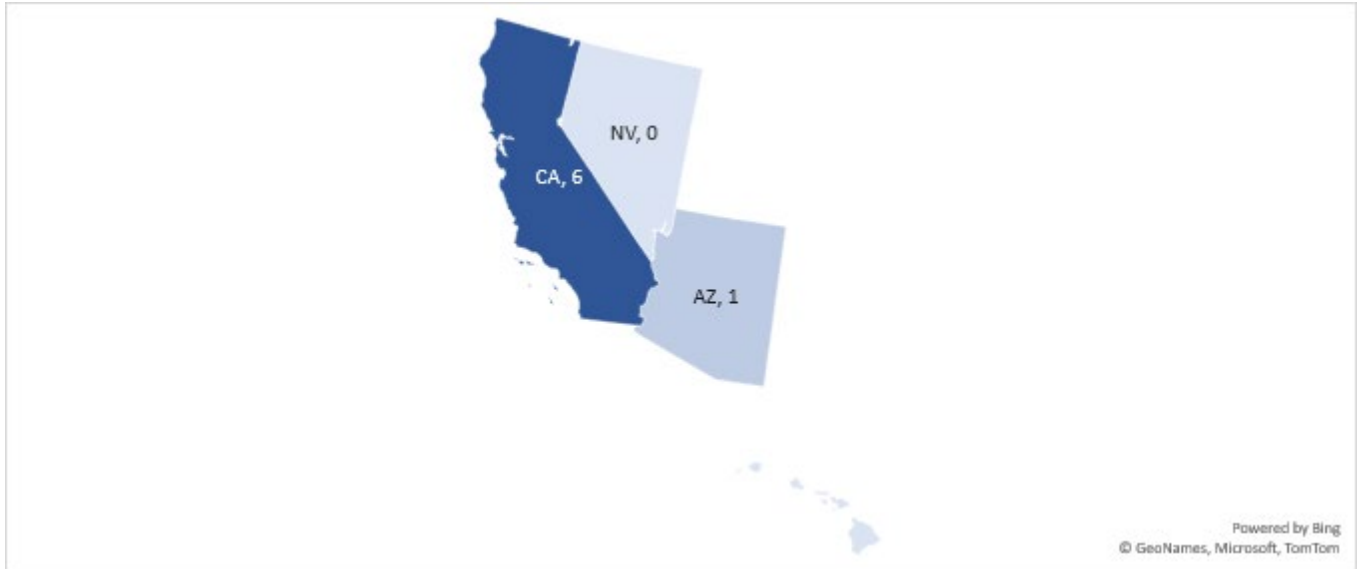 NV, 0
CA, 6
AZ, 1
Powered by Bing
© GeoNames, Microsoft, TomTom